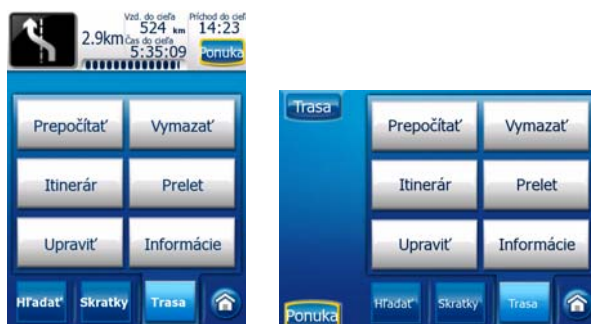 Vzd. do cieľa Príchod do cieľ
524 km 14:23
2.9km Čas do cieľa
5:35:09 Ponuka
Prepočítať Vymazať
Itinerár Prelet
Upraviť Informácie
Hľadať Skratky Trasa
Trasa
Prepočítať Vymazať
Itinerár Prelet
Upraviť Informácie
Hľadať Skratky Trasa
Ponuka